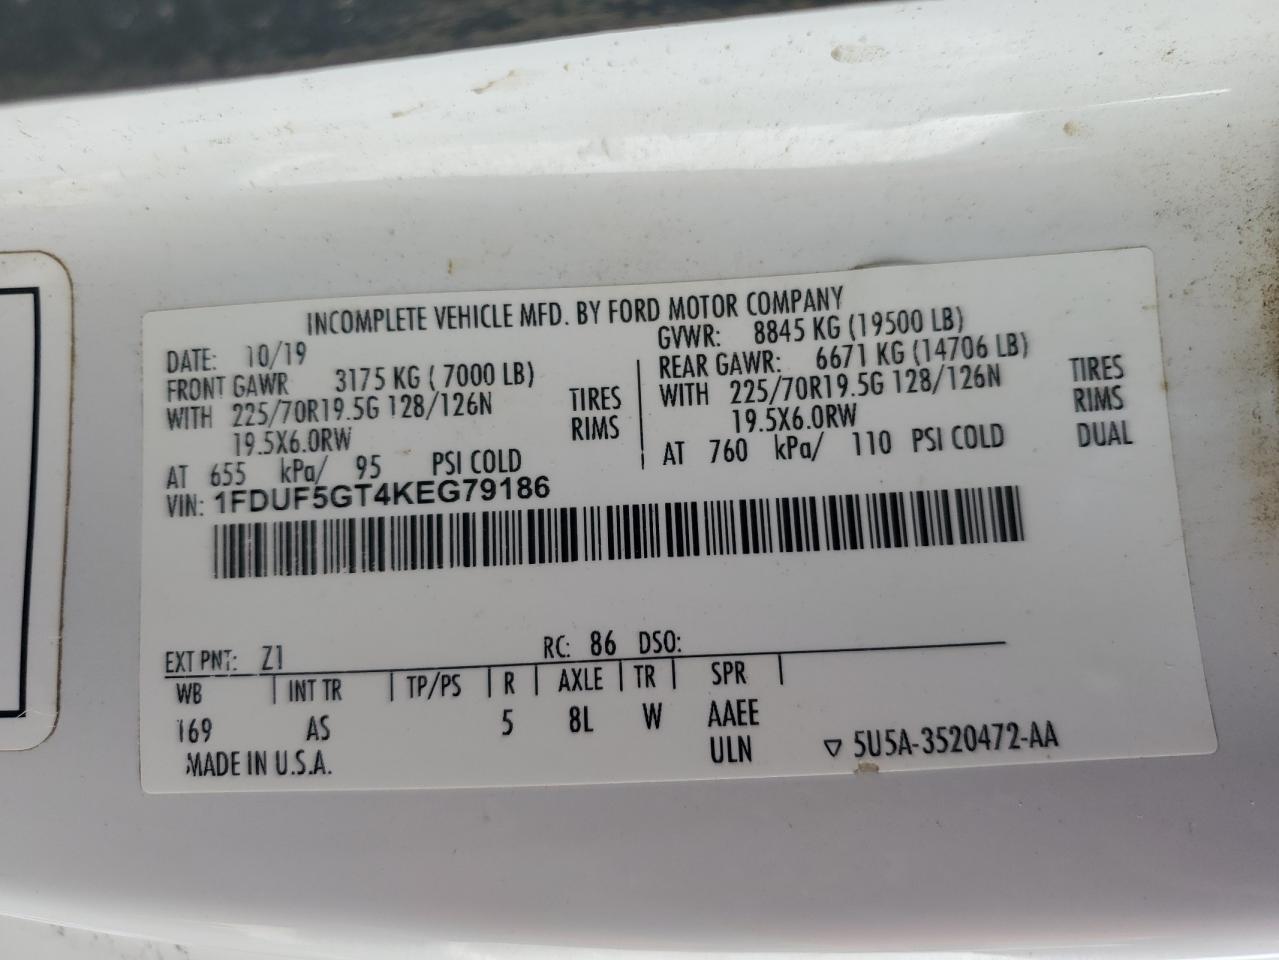 INCOMPLETE VEHICLE MFD. BY FORD MOTOR COMPANY
DATE: 10/19
FRONT GAWR 3175 KG ( 7000 LB)
WITH 225/70R19.5G 128/126N TIRES
19.5X6.0RW RIMS
AT 655 kPa/ 95 PSI COLD
GVWR: 8845 KG (19500 LB)
REAR GAWR: 6671 KG (14706 LB)
WITH 225/70R19.5G 128/126N TIRES
19.5X6.0RW RIMS
AT 760 kPa/ 110 PSI COLD DUAL
VIN: 1FDUF5GT4KEG79186
EXT PNT: Z1 RC: 86 DSO:
WB INT TR TP/PS R AXLE TR SPR
169 AS 5 8L W AAEE
ULN
MADE IN U.S.A.
▽ 5U5A-3520472-AA